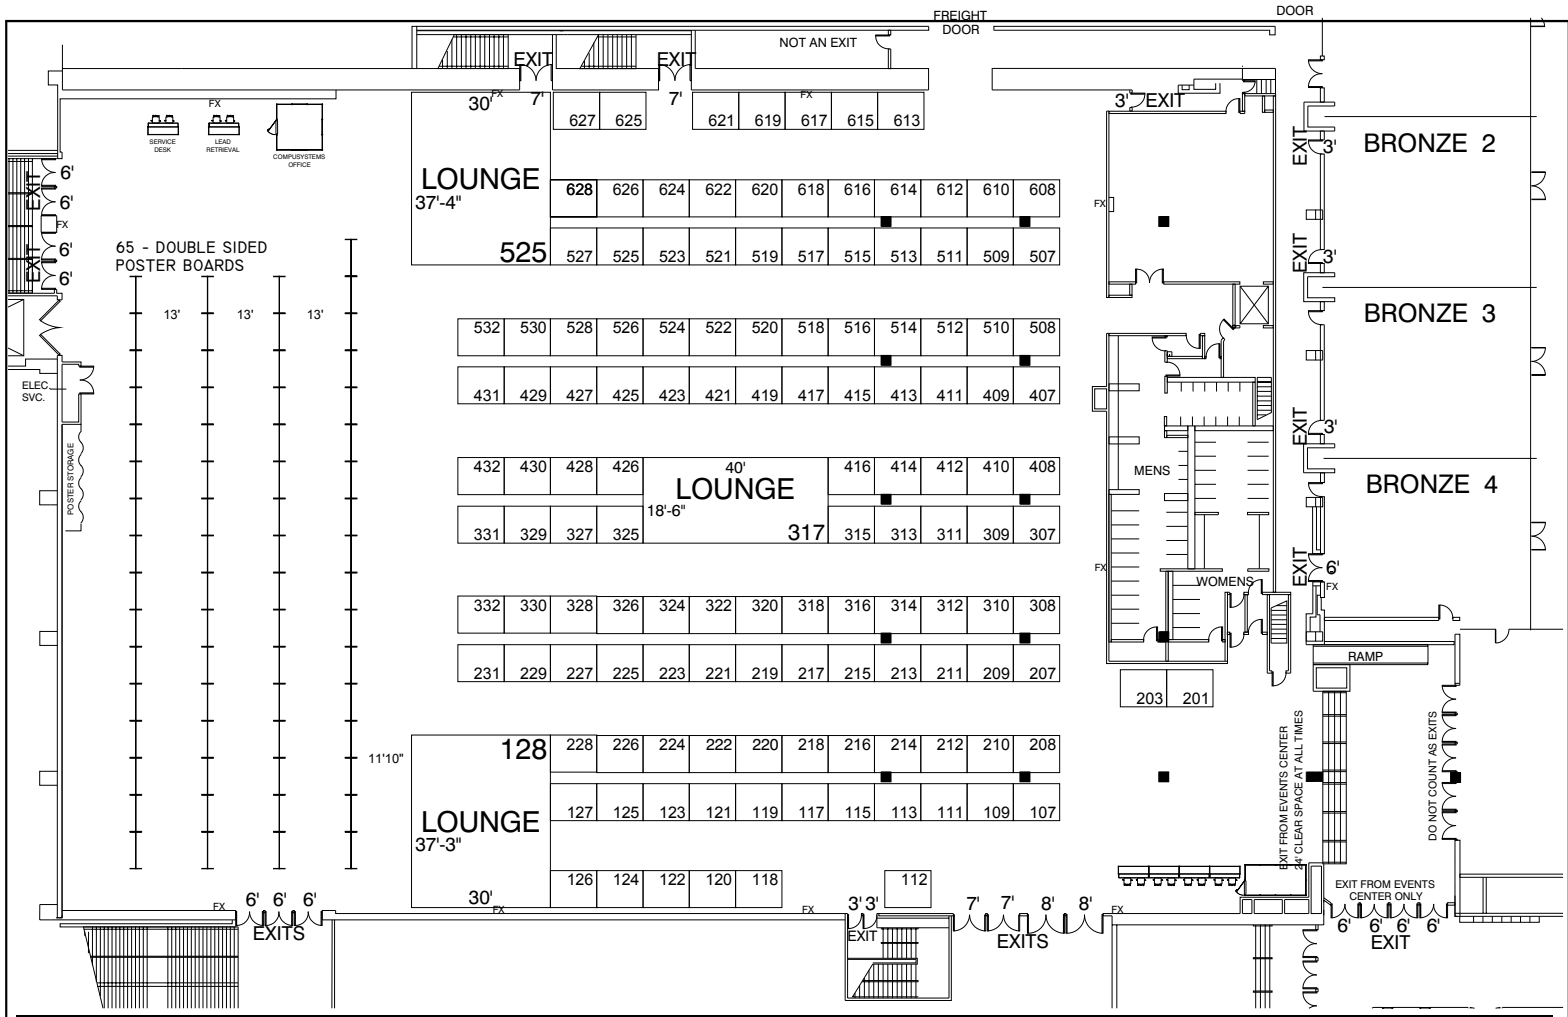 FREIGHT
DOOR
DOOR
NOT AN EXIT
EXIT
EXIT
30'
FX
7'
7'
FX
3' EXIT
FX
SERVICE
DESK
LEAD
RETRIEVAL
COMPUSYSTEMS
OFFICE
627 625 621 619 617 615 613
EXIT
3'
BRONZE 2
EXIT
6'
6'
FX
EXIT
6'
6'
LOUNGE
37'-4"
525
628 626 624 622 620 618 616 614 612 610 608
FX
527 525 523 521 519 517 515 513 511 509 507
65 - DOUBLE SIDED
POSTER BOARDS
EXIT
3'
13' 13' 13'
BRONZE 3
532 530 528 526 524 522 520 518 516 514 512 510 508
ELEC.
SVC.
431 429 427 425 423 421 419 417 415 413 411 409 407
EXIT
3'
POSTER STORAGE
432 430 428 426
40'
LOUNGE
18'-6"
317
416 414 412 410 408
MENS
BRONZE 4
331 329 327 325
315 313 311 309 307
FX
WOMENS
EXIT
6'
FX
332 330 328 326 324 322 320 318 316 314 312 310 308
231 229 227 225 223 221 219 217 215 213 211 209 207
RAMP
203 201
128
228 226 224 222 220 218 216 214 212 210 208
11'10"
EXIT FROM EVENTS CENTER
24' CLEAR SPACE AT ALL TIMES
DO NOT COUNT AS EXITS
127 125 123 121 119 117 115 113 111 109 107
LOUNGE
37'-3"
30'
126 124 122 120 118 112
EXIT FROM EVENTS
CENTER ONLY
FX
6' 6' 6'
EXITS
FX
FX
3' 3'
EXIT
7' 7' 8' 8'
EXITS
FX
6' 6' 6' 6'
EXIT